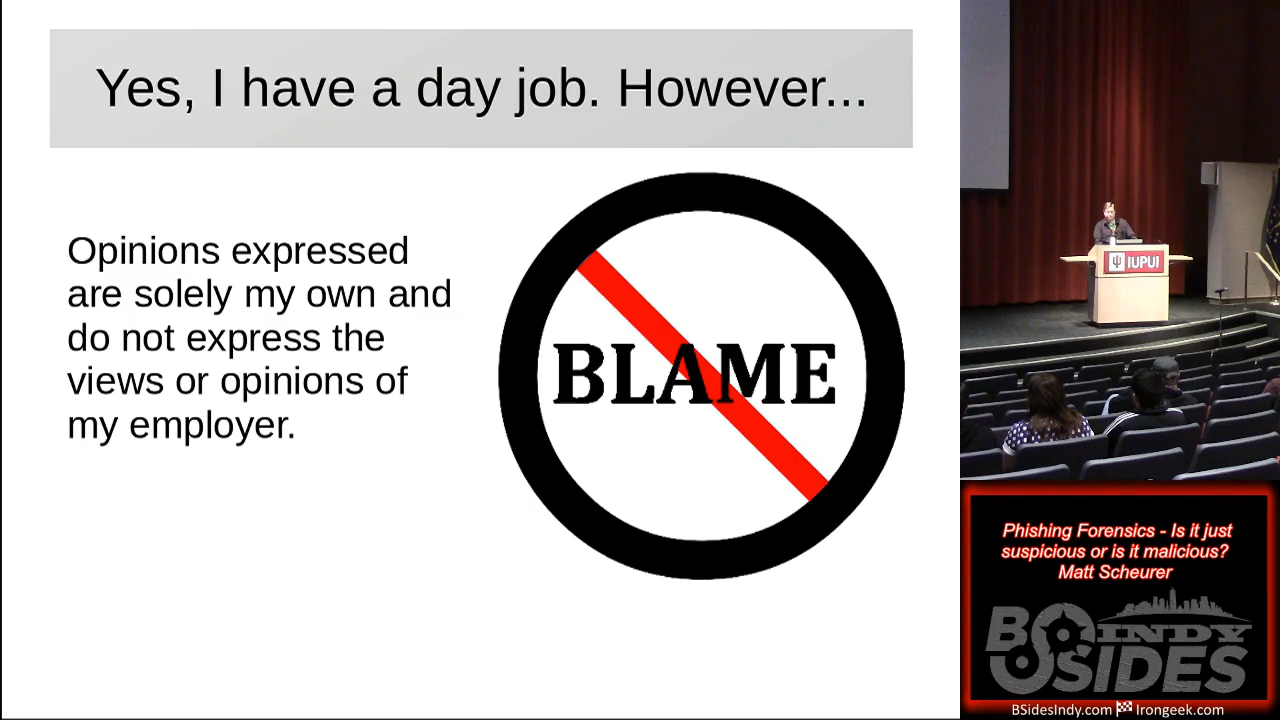 Yes, I have a day job. However...
Opinions expressed
are solely my own and
do not express the
views or opinions of
my employer.
BLAME
IUPUI
Phishing Forensics - Is it just
suspicious or is it malicious?
Matt Scheurer
BSIDES INDY
BSidesIndy.com Irongeek.com